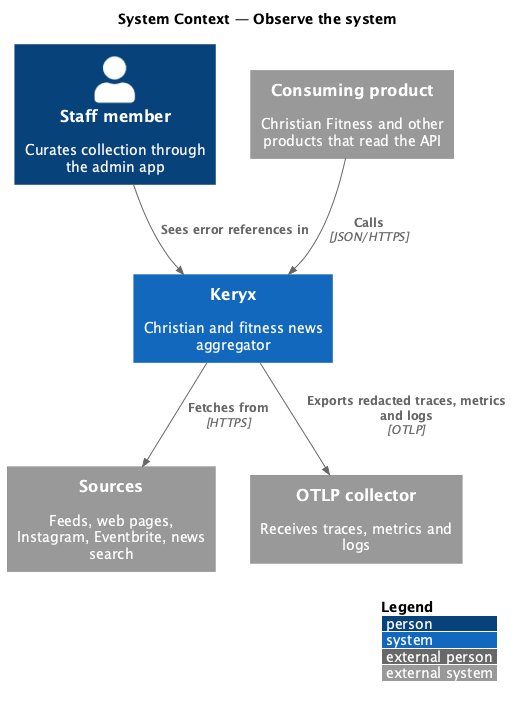 System Context — Observe the system
Staff member
Curates collection through
the admin app
Consuming product
Christian Fitness and other
products that read the API
Sees error references in
Calls
[JSON/HTTPS]
Keryx
Christian and fitness news
aggregator
Fetches from
[HTTPS]
Exports redacted traces, metrics
and logs
[OTLP]
Sources
Feeds, web pages,
Instagram, Eventbrite, news
search
OTLP collector
Receives traces, metrics and
logs
Legend
person
system
external person
external system